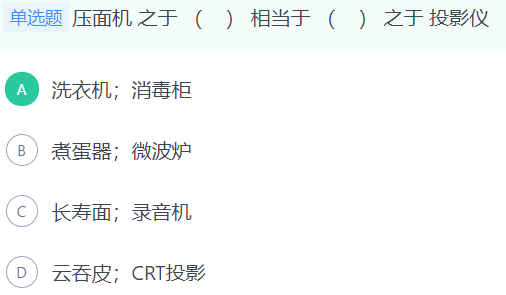 单选题 压面机 之于 （ ） 相当于 （ ） 之于 投影仪
A 洗衣机；消毒柜
B 煮蛋器；微波炉
C 长寿面；录音机
D 云吞皮；CRT投影